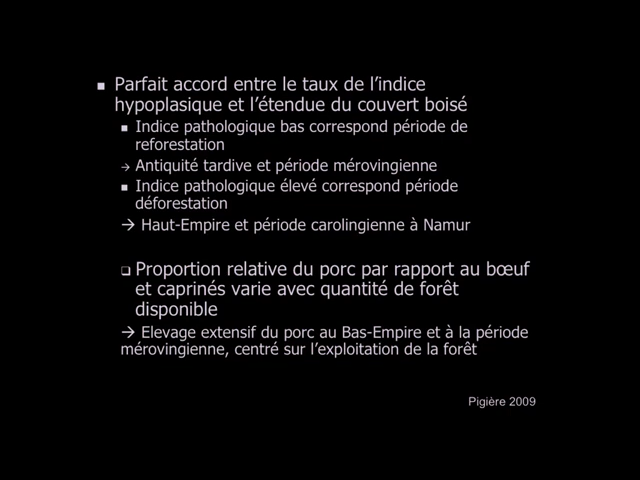 ▪ Parfait accord entre le taux de l’indice
hypoplasique et l’étendue du couvert boisé
▪ Indice pathologique bas correspond période de
reforestation
→ Antiquité tardive et période mérovingienne
▪ Indice pathologique élevé correspond période
déforestation
→ Haut-Empire et période carolingienne à Namur
❑ Proportion relative du porc par rapport au bœuf
et caprinés varie avec quantité de forêt
disponible
→ Elevage extensif du porc au Bas-Empire et à la période
mérovingienne, centré sur l’exploitation de la forêt
Pigière 2009